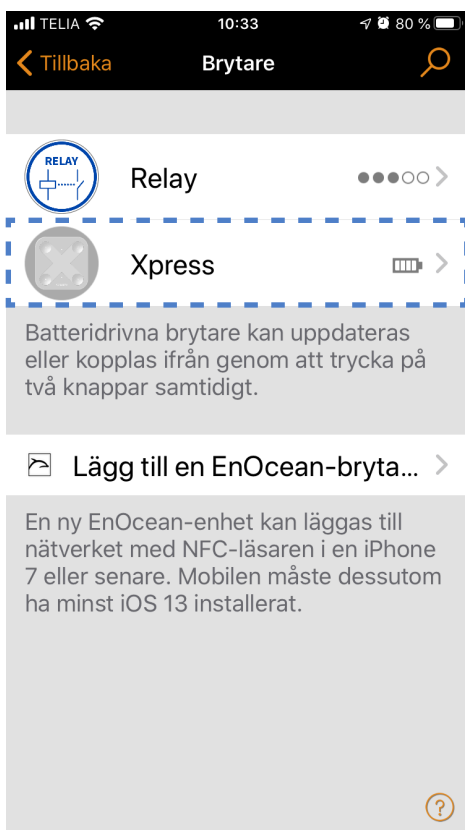 TELIA 10:33 80 %
Tillbaka Brytare
RELAY
Relay
Xpress
Batteridrivna brytare kan uppdateras
eller kopplas ifrån genom att trycka på
två knappar samtidigt.
Lägg till en EnOcean-bryta...
En ny EnOcean-enhet kan läggas till
nätverket med NFC-läsaren i en iPhone
7 eller senare. Mobilen måste dessutom
ha minst iOS 13 installerat.
?